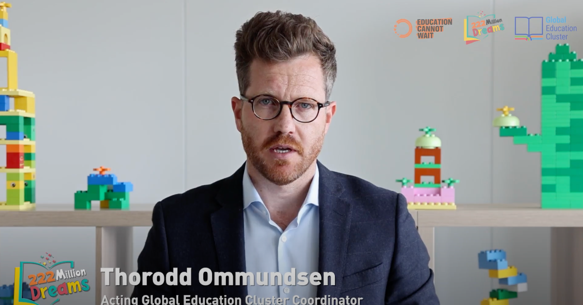 EDUCATION
CANNOT
WAIT
222 Million
Dreams
Global
Education
Cluster
222 Million
Dreams
Thorodd Ommundsen
Acting Global Education Cluster Coordinator